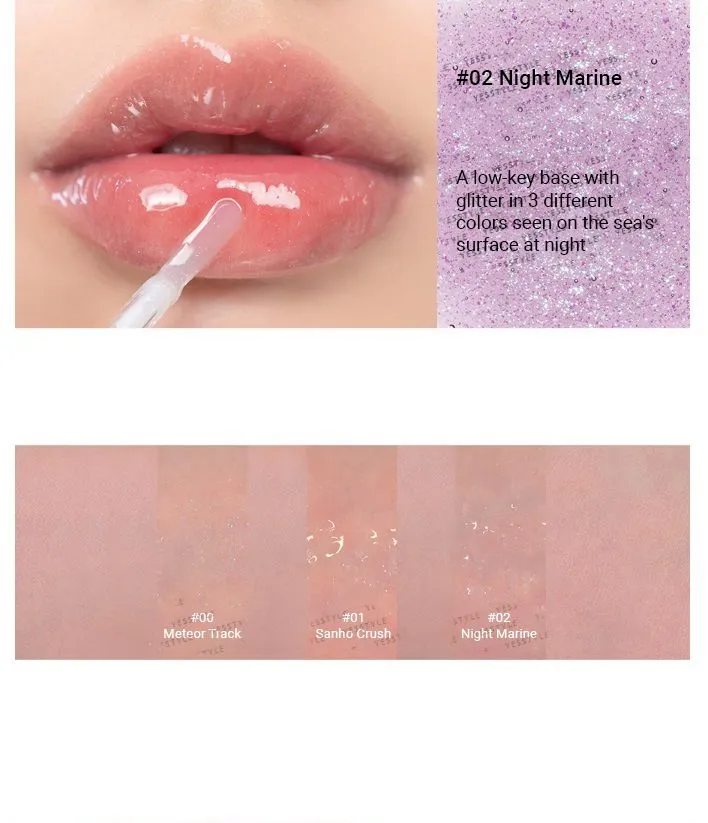 #02 Night Marine
A low-key base with
glitter in 3 different
colors seen on the sea's
surface at night
#00
Meteor Track
#01
Sanho Crush
#02
Night Marine
YESSTYLE